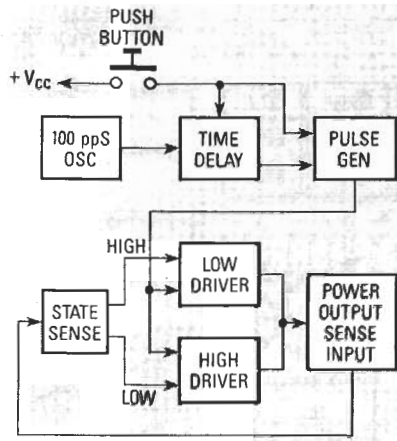 PUSH
BUTTON
+ Vcc
100 ppS
OSC
TIME
DELAY
PULSE
GEN
HIGH
LOW
DRIVER
STATE
SENSE
POWER
OUTPUT
SENSE
INPUT
HIGH
DRIVER
LOW